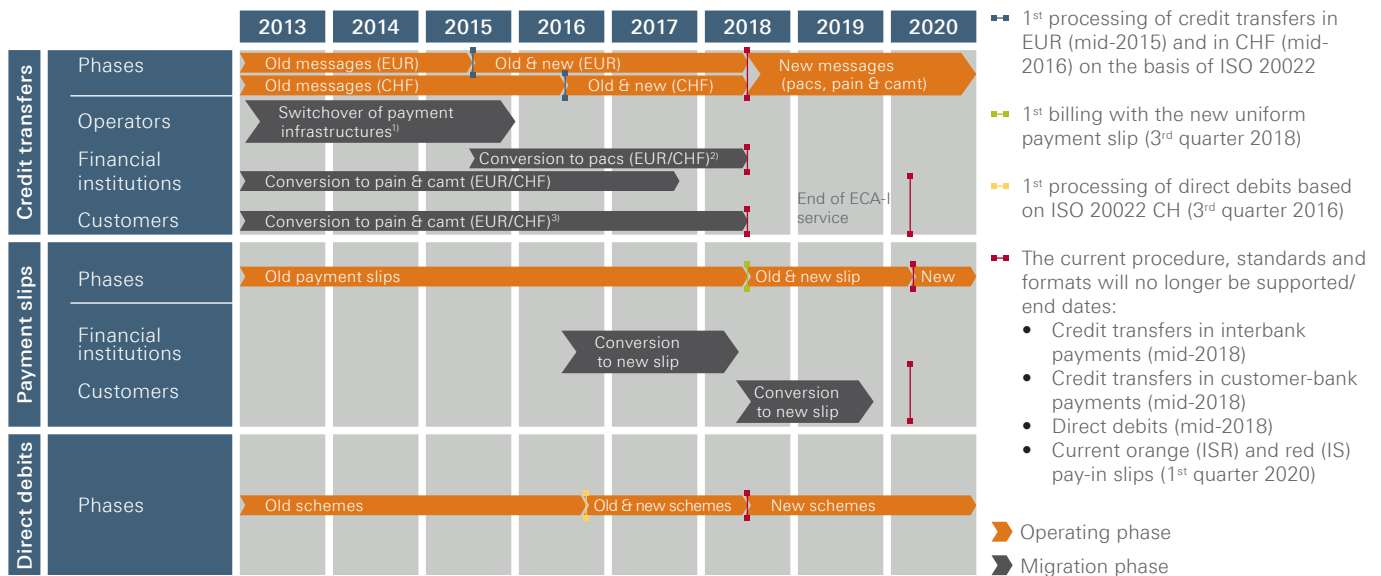 2013 2014 2015 2016 2017 2018 2019 2020
Credit transfers
Phases
Old messages (EUR) Old & new (EUR)
Old messages (CHF) Old & new (CHF)
New messages
(pacs, pain & camt)
Operators
Switchover of payment
infrastructures1)
Financial
institutions
Conversion to pacs (EUR/CHF)2)
Conversion to pain & camt (EUR/CHF)
Customers
Conversion to pain & camt (EUR/CHF)3)
End of ECA-I
service
Payment slips
Phases
Old payment slips Old & new slip New
Financial
institutions
Conversion
to new slip
Customers
Conversion
to new slip
Direct debits
Phases
Old schemes Old & new schemes New schemes
1st processing of credit transfers in
EUR (mid-2015) and in CHF (mid-
2016) on the basis of ISO 20022
1st billing with the new uniform
payment slip (3rd quarter 2018)
1st processing of direct debits based
on ISO 20022 CH (3rd quarter 2016)
The current procedure, standards and
formats will no longer be supported/
end dates:
• Credit transfers in interbank
payments (mid-2018)
• Credit transfers in customer-bank
payments (mid-2018)
• Direct debits (mid-2018)
• Current orange (ISR) and red (IS)
pay-in slips (1st quarter 2020)
Operating phase
Migration phase